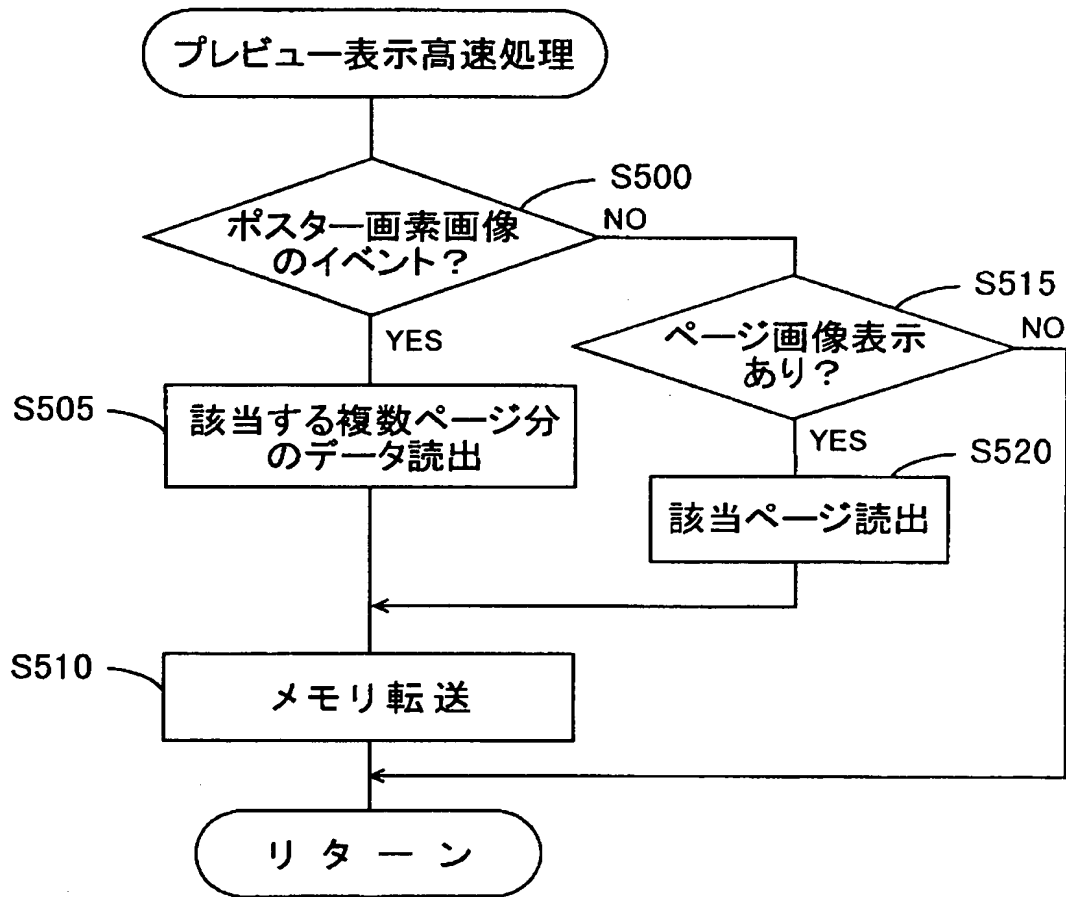 プレビュー表示高速処理
S500
ポスター画素画像
のイベント？
NO
S515
YES
ページ画像表示
あり？
NO
S505
該当する複数ページ分
のデータ読出
YES
S520
該当ページ読出
S510
メモリ転送
リターン